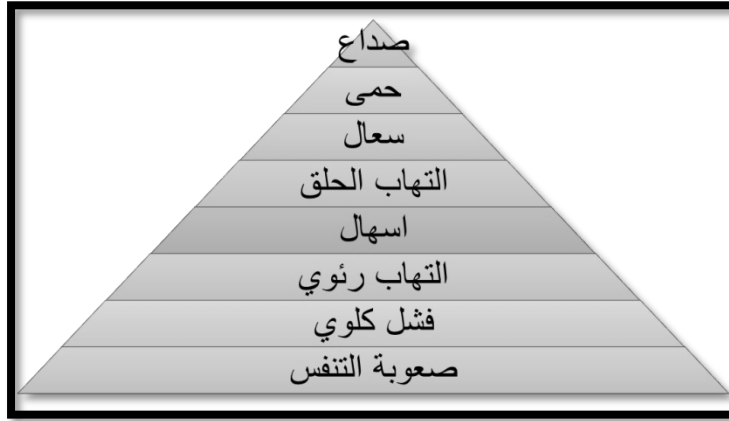 صداع
حمى
سعال
التهاب الحلق
اسهال
التهاب رئوي
فشل كلوي
صعوبة التنفس